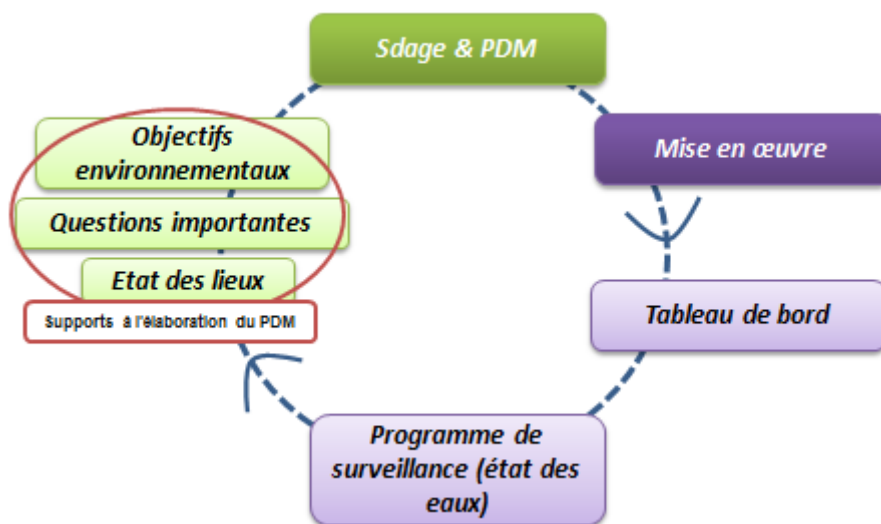 Sdage & PDM
Objectifs
environnementaux
Questions importantes
Etat des lieux
Supports à l'élaboration du PDM
Mise en œuvre
Tableau de bord
Programme de
surveillance (état des
eaux)